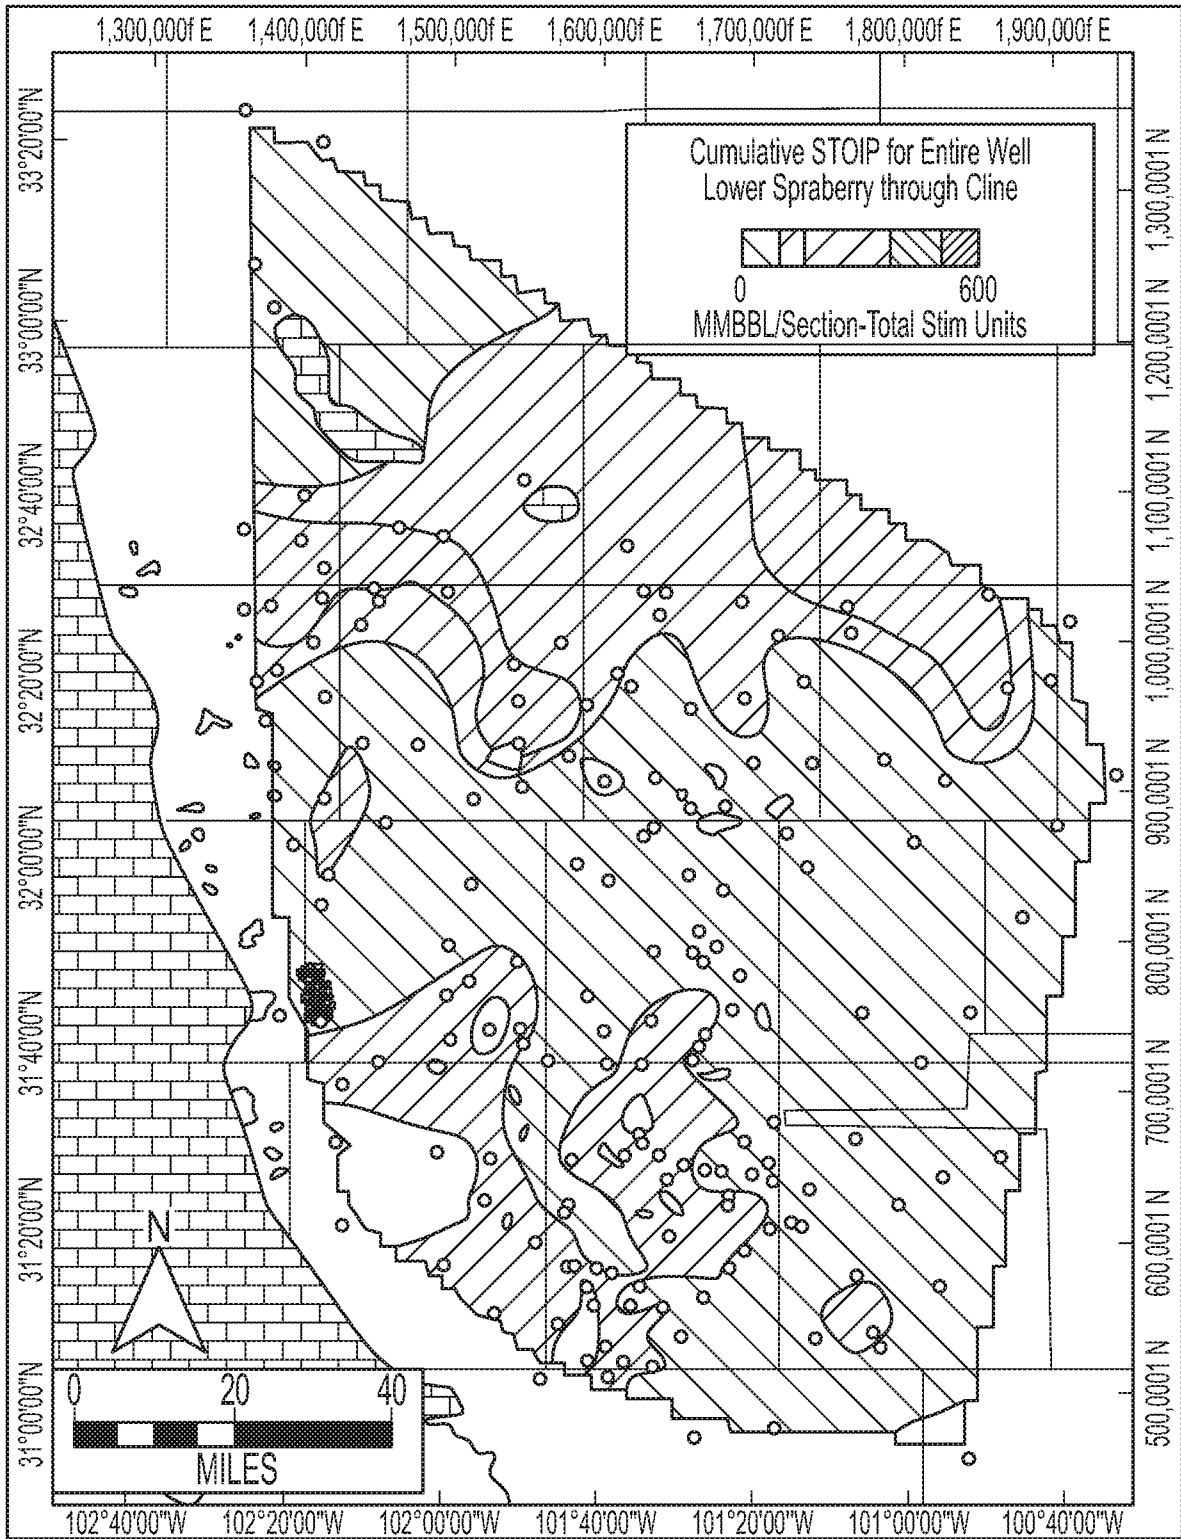 1,300,000f E 1,400,000f E 1,500,000f E 1,600,000f E 1,700,000f E 1,800,000f E 1,900,000f E
Cumulative STOIP for Entire Well
Lower Spraberry through Cline
0 600
MMBBL/Section-Total Stim Units
33°20'00"N
33°00'00"N
32°40'00"N
32°20'00"N
32°00'00"N
31°40'00"N
31°20'00"N
31°00'00"N
1,300,0001 N
1,200,0001 N
1,100,0001 N
1,000,0001 N
900,0001 N
800,0001 N
700,0001 N
600,0001 N
500,0001 N
N
0 20 40
MILES
102°40'00"W 102°20'00"W 102°00'00"W 101°40'00"W 101°20'00"W 101°00'00"W 100°40'00"W